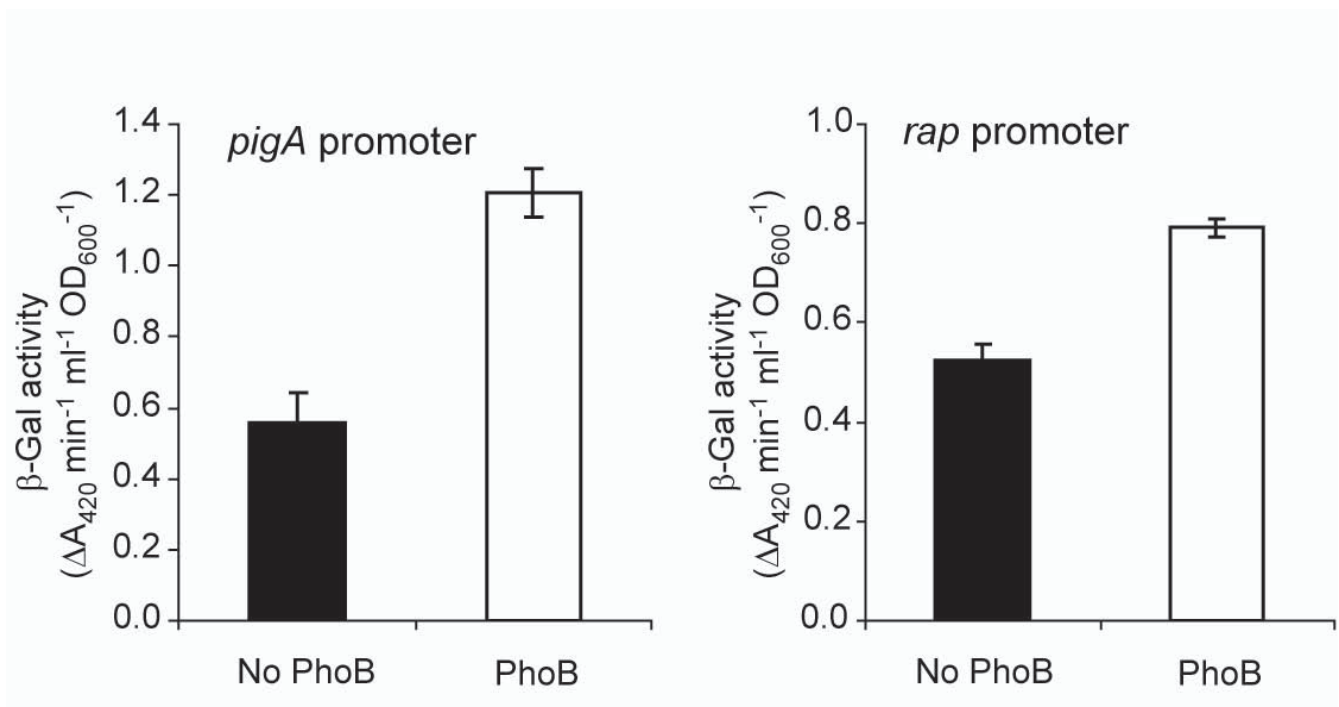 pigA promoter
1.4
1.2
1.0
0.8
0.6
0.4
0.2
0.0
β-Gal activity
(ΔA420 min-1 ml-1 OD600-1)
No PhoB
PhoB
rap promoter
1.0
0.8
0.6
0.4
0.2
0.0
β-Gal activity
(ΔA420 min-1 ml-1 OD600-1)
No PhoB
PhoB